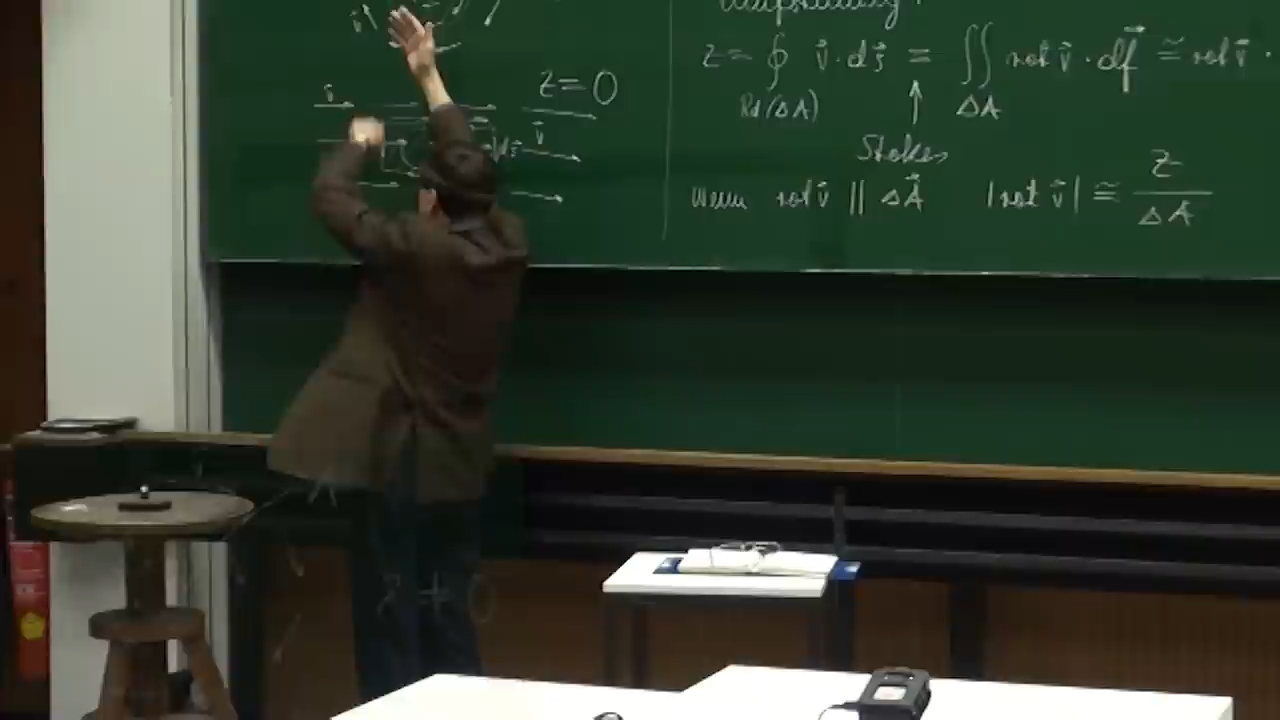 v⃗
z = 0
v⃗
v⃗
z = ∮ v⃗ · ds⃗ = ∬ rot v⃗ · df⃗ ≅ rot v⃗ ·
Rd(ΔA) ΔA
Stokes
Wenn rot v⃗ || ΔA⃗ |rot v⃗| ≅ z / ΔA